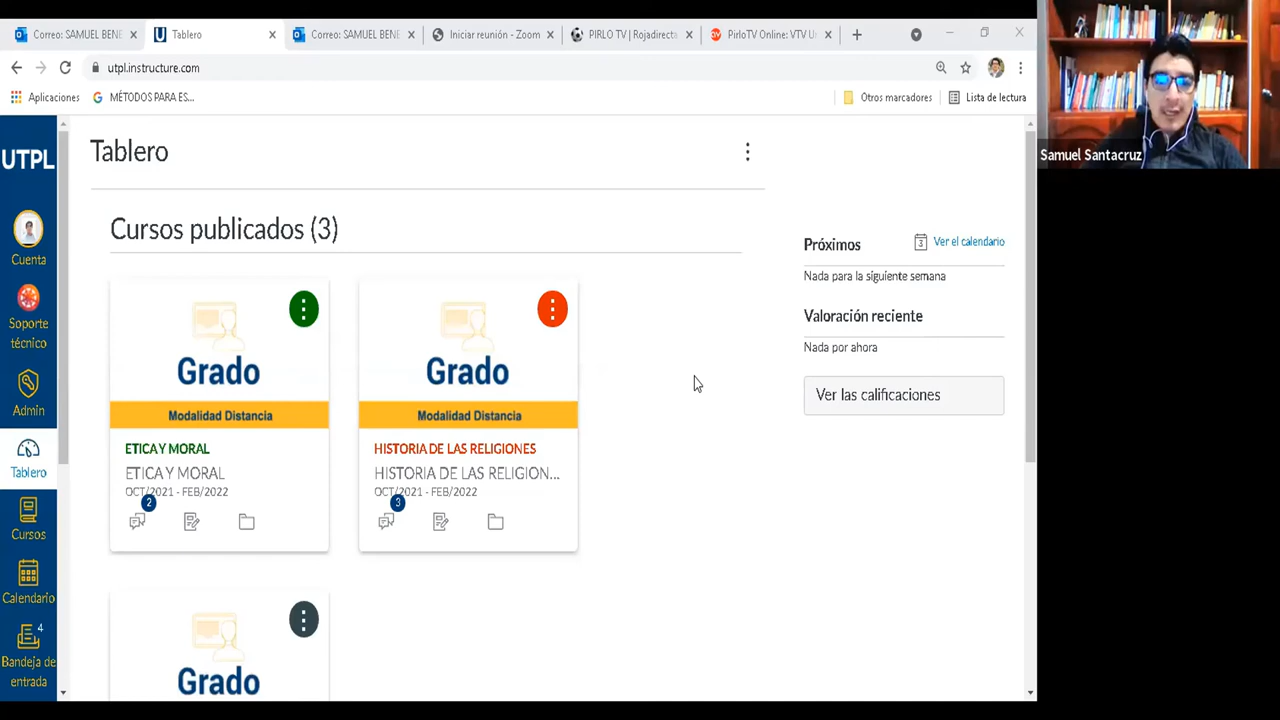 Correo: SAMUEL BENE
Tablero
Correo: SAMUEL BENE
Iniciar reunión - Zoom
PIRLO TV | Rojadirecta
PirloTV Online: VTV U
utpl.instructure.com
Aplicaciones
MÉTODOS PARA ES...
Otros marcadores
Lista de lectura
Samuel Santacruz
UTPL
Cuenta
Soporte
técnico
Admin
Tablero
Cursos
Calendario
4
Bandeja de
entrada
Tablero
Cursos publicados (3)
Grado
Modalidad Distancia
ETICA Y MORAL
ETICA Y MORAL
OCT/2021 - FEB/2022
2
Grado
Modalidad Distancia
HISTORIA DE LAS RELIGIONES
HISTORIA DE LAS RELIGION...
OCT/2021 - FEB/2022
3
Grado
Próximos
3
Ver el calendario
Nada para la siguiente semana
Valoración reciente
Nada por ahora
Ver las calificaciones